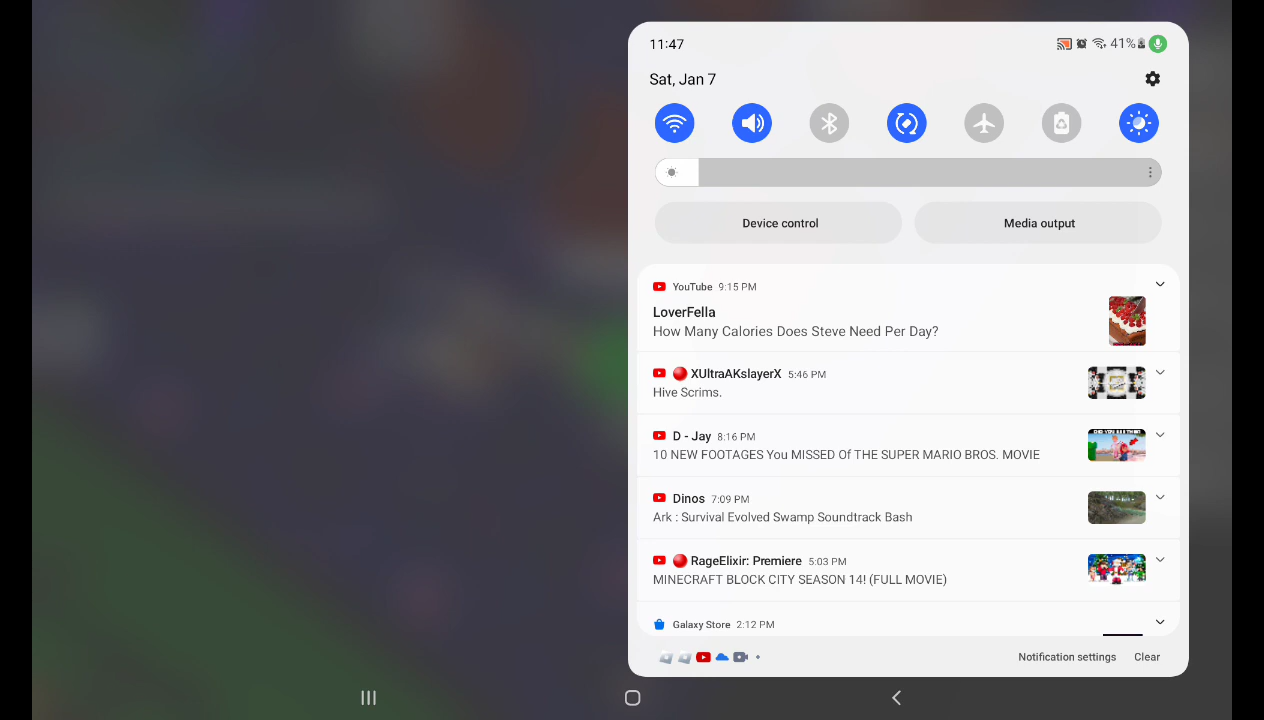 11:47
41%
Sat, Jan 7
Device control
Media output
YouTube 9:15 PM
LoverFella
How Many Calories Does Steve Need Per Day?
XUltraAKslayerX 5:46 PM
Hive Scrims.
D - Jay 8:16 PM
10 NEW FOOTAGES You MISSED Of THE SUPER MARIO BROS. MOVIE
Dinos 7:09 PM
Ark : Survival Evolved Swamp Soundtrack Bash
RageElixir: Premiere 5:03 PM
MINECRAFT BLOCK CITY SEASON 14! (FULL MOVIE)
Galaxy Store 2:12 PM
Notification settings
Clear